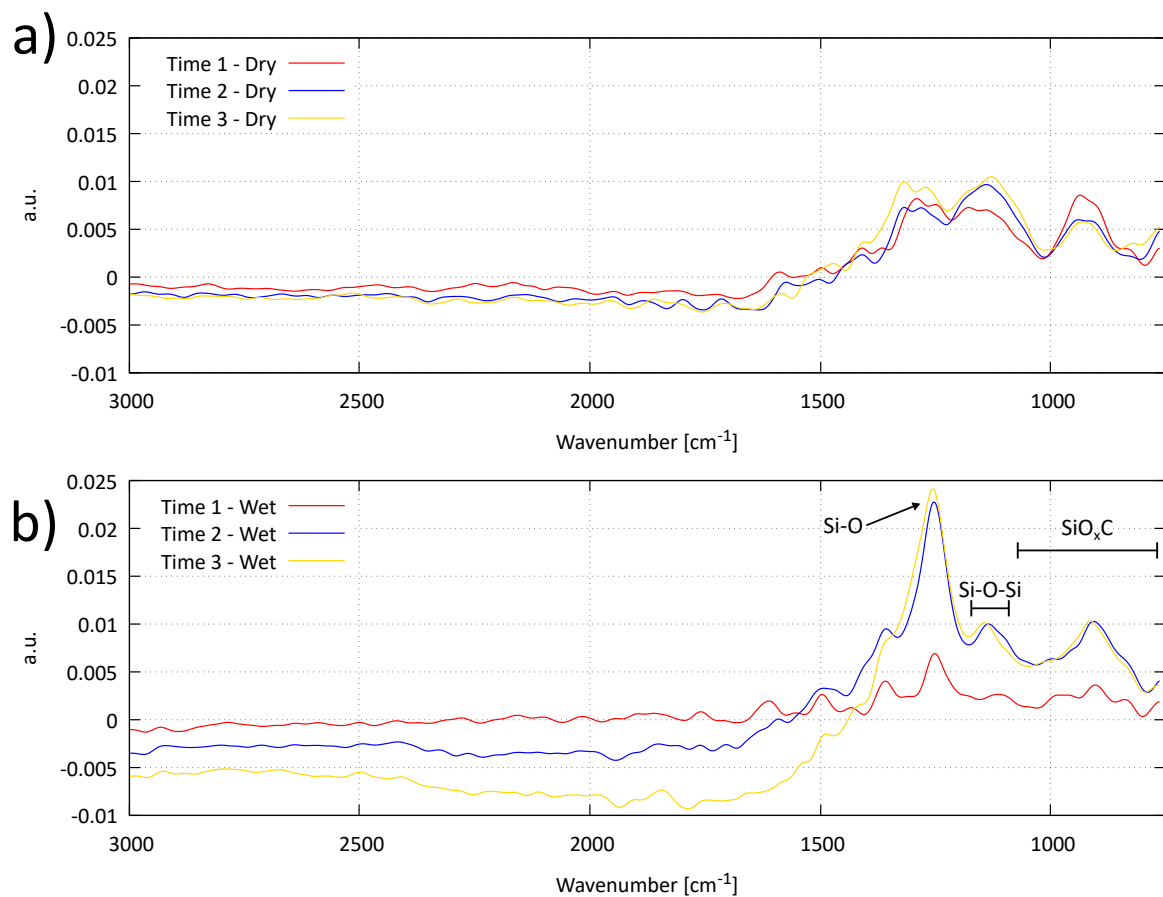 a)
0.025
0.02
0.015
0.01
0.005
0
-0.005
-0.01
a.u.
Time 1 - Dry
Time 2 - Dry
Time 3 - Dry
3000 2500 2000 1500 1000
Wavenumber [cm⁻¹]
b)
0.025
0.02
0.015
0.01
0.005
0
-0.005
-0.01
a.u.
Time 1 - Wet
Time 2 - Wet
Time 3 - Wet
Si-O
SiOₓC
Si-O-Si
3000 2500 2000 1500 1000
Wavenumber [cm⁻¹]